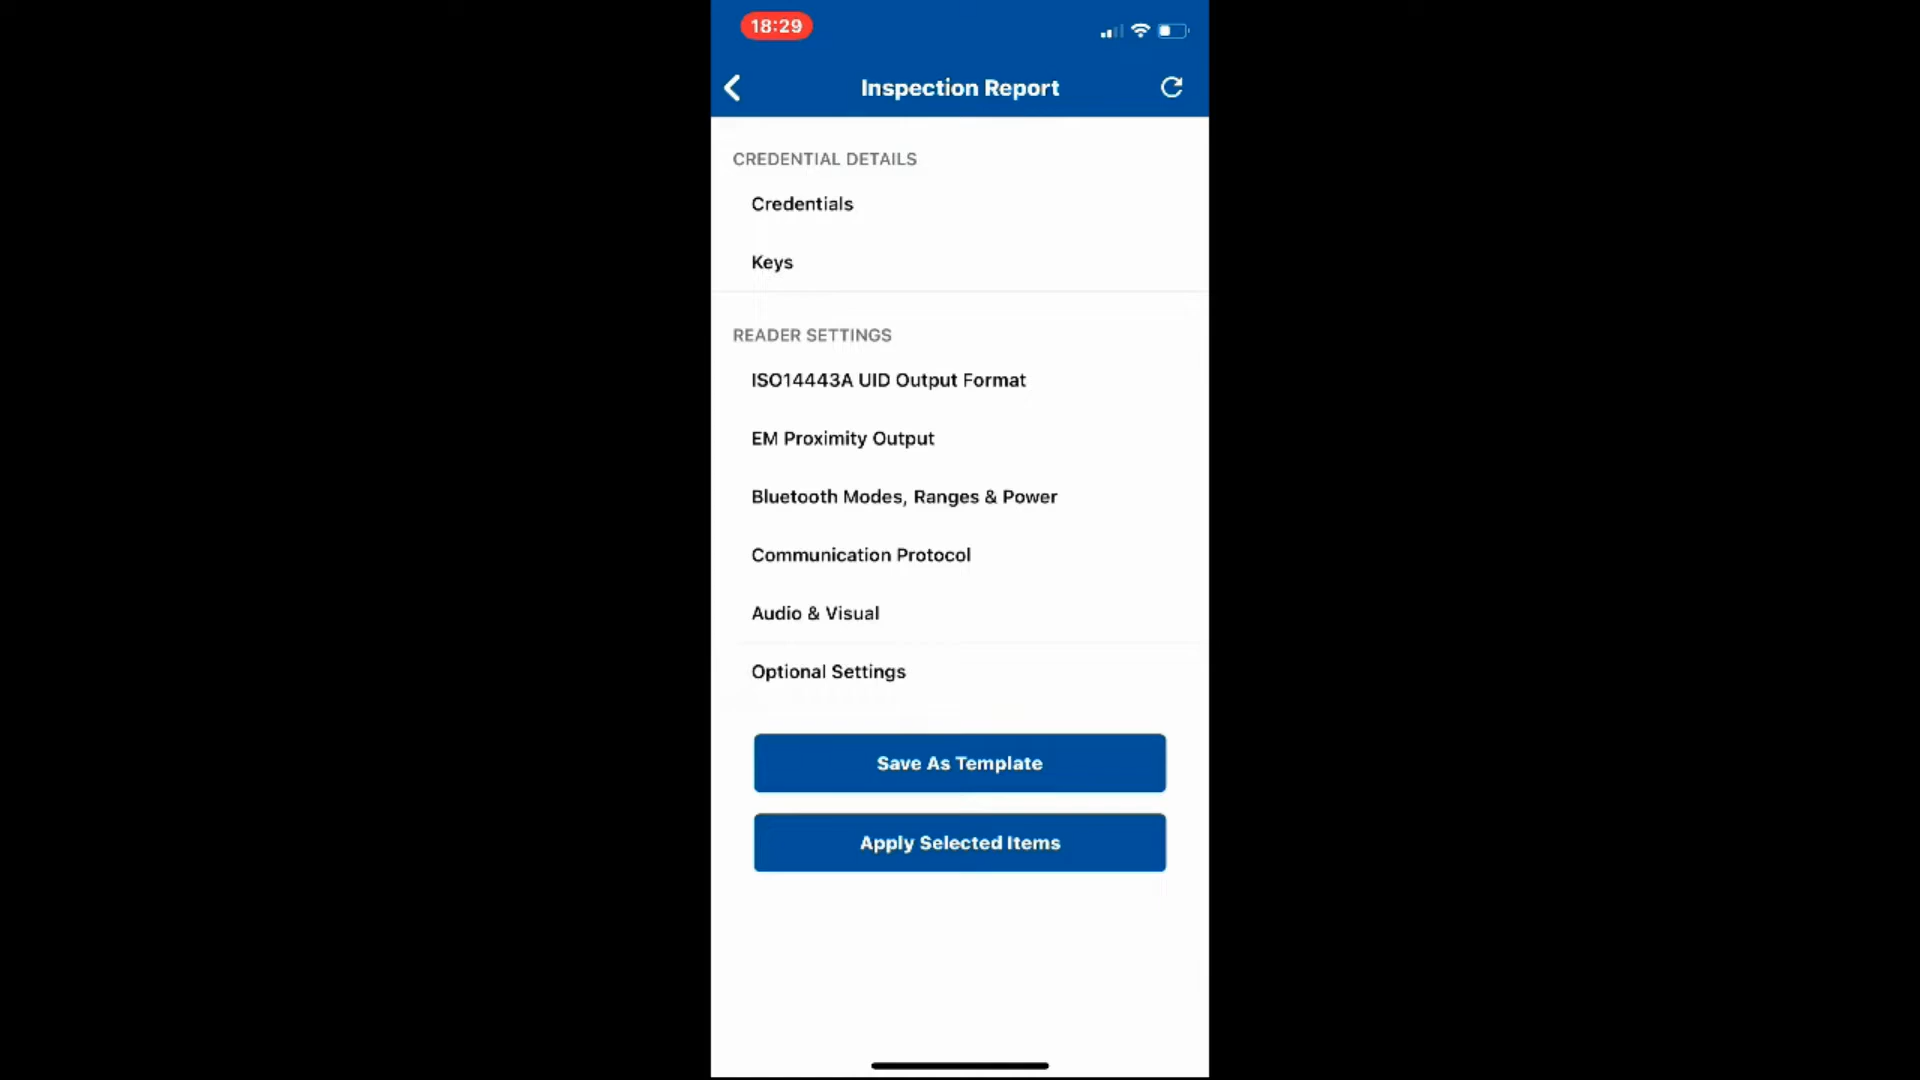 18:29
Inspection Report
CREDENTIAL DETAILS
Credentials
Keys
READER SETTINGS
ISO14443A UID Output Format
EM Proximity Output
Bluetooth Modes, Ranges & Power
Communication Protocol
Audio & Visual
Optional Settings
Save As Template
Apply Selected Items